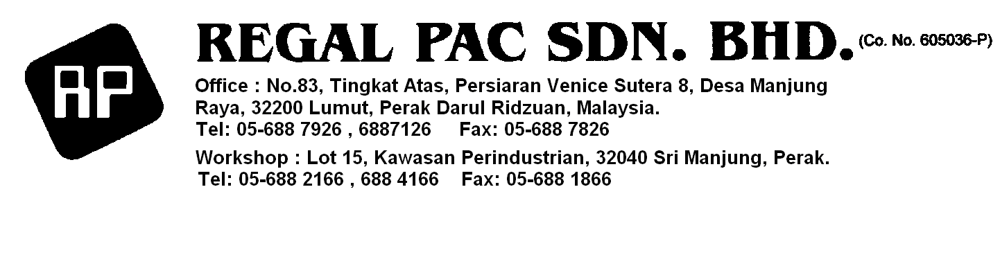 RP
REGAL PAC SDN. BHD. (Co. No. 605036-P)
Office : No.83, Tingkat Atas, Persiaran Venice Sutera 8, Desa Manjung
Raya, 32200 Lumut, Perak Darul Ridzuan, Malaysia.
Tel: 05-688 7926 , 6887126 Fax: 05-688 7826
Workshop : Lot 15, Kawasan Perindustrian, 32040 Sri Manjung, Perak.
Tel: 05-688 2166 , 688 4166 Fax: 05-688 1866